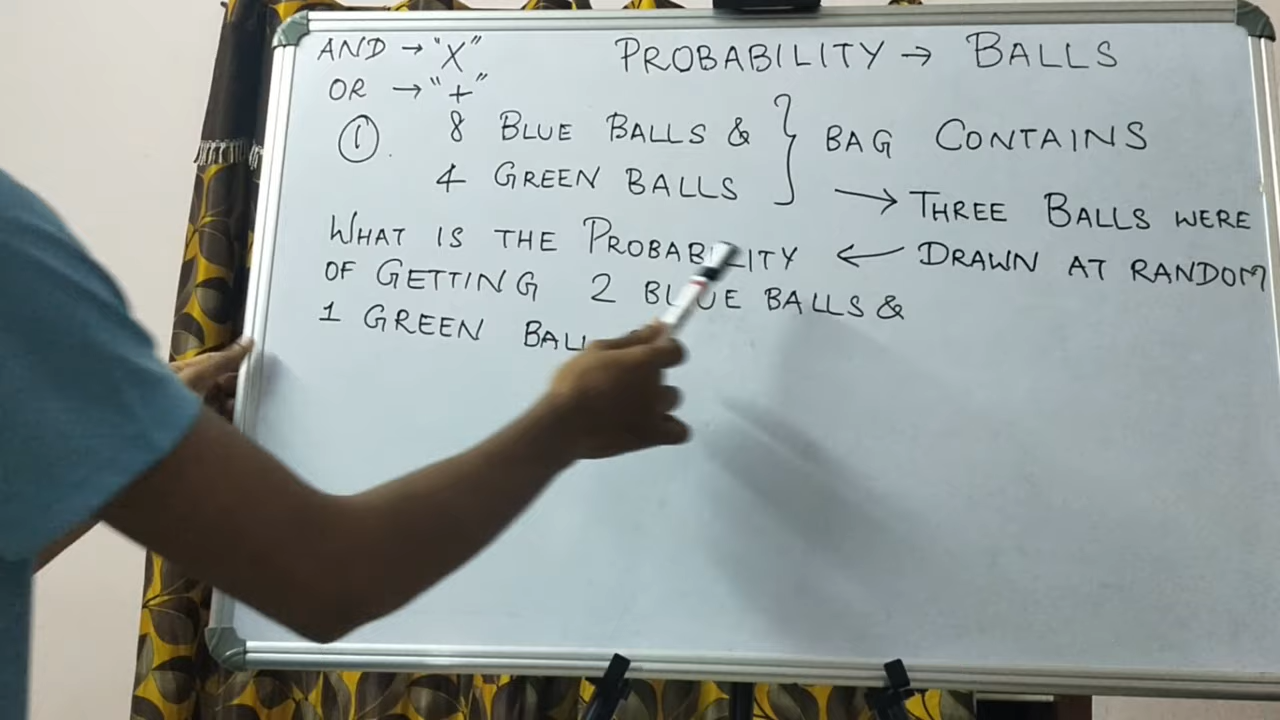 AND → "X"
OR → "+"
PROBABILITY → BALLS
① 8 BLUE BALLS &
4 GREEN BALLS
} BAG CONTAINS
→ THREE BALLS WERE
← DRAWN AT RANDOM
WHAT IS THE PROBABILITY
OF GETTING 2 BLUE BALLS &
1 GREEN BALL